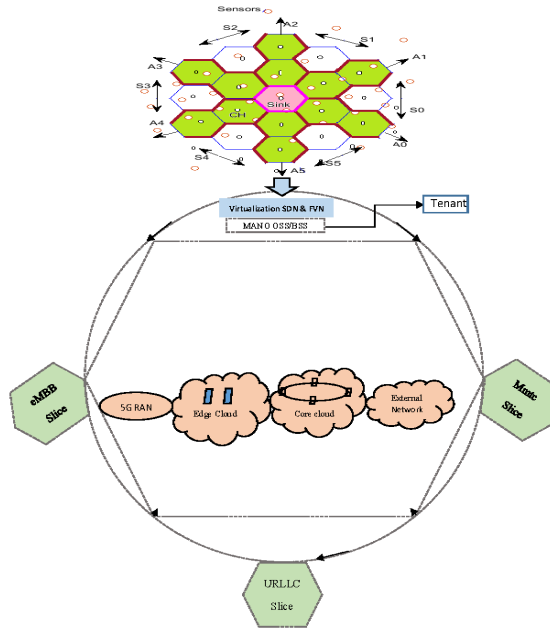 Sensors
A2
S2
S1
A3
A1
S3
Sink
S0
CH
A4
A0
S4
A5
S5
Virtualization SDN & FVN
MANO OSS/BSS
Tenant
eMBB
Slice
5G RAN
Edge Cloud
Core cloud
External
Network
Mmtc
Slice
URLLC
Slice